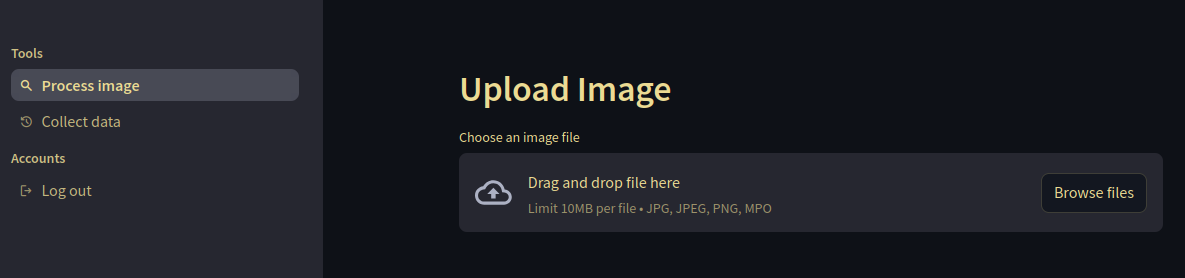 Tools
Process image
Collect data
Accounts
Log out
Upload Image
Choose an image file
Drag and drop file here
Limit 10MB per file • JPG, JPEG, PNG, MPO
Browse files